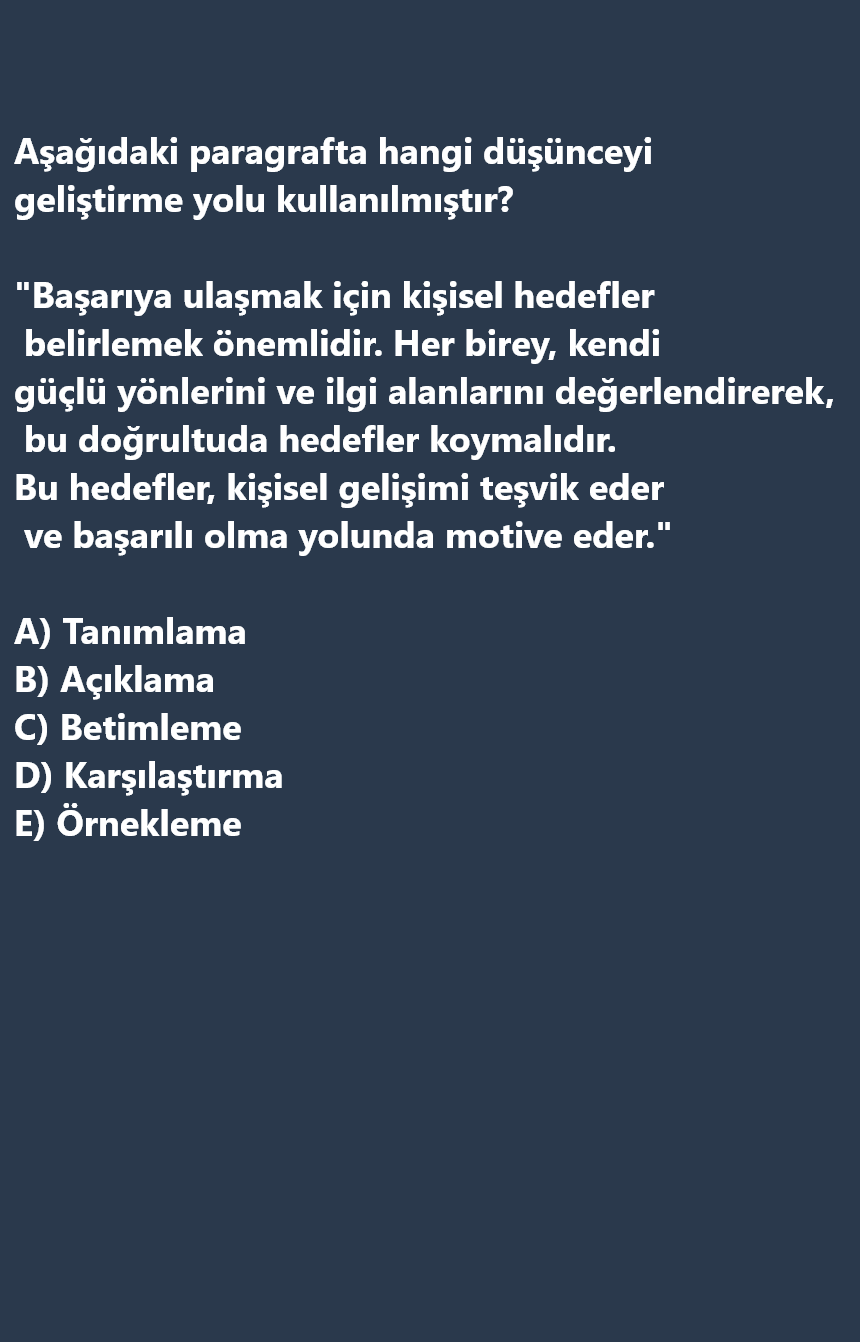 Aşağıdaki paragrafta hangi düşünceyi
geliştirme yolu kullanılmıştır?
"Başarıya ulaşmak için kişisel hedefler
belirlemek önemlidir. Her birey, kendi
güçlü yönlerini ve ilgi alanlarını değerlendirerek,
bu doğrultuda hedefler koymalıdır.
Bu hedefler, kişisel gelişimi teşvik eder
ve başarılı olma yolunda motive eder."
A) Tanımlama
B) Açıklama
C) Betimleme
D) Karşılaştırma
E) Örnekleme